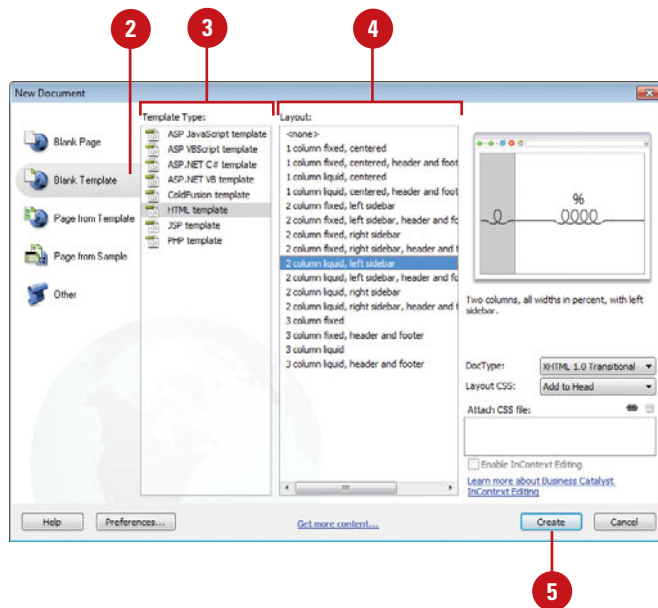 2
3
4
New Document
Blank Page
Blank Template
Page from Template
Page from Sample
Other
Template Type:
ASP JavaScript template
ASP VBScript template
ASP.NET C# template
ASP.NET VB template
ColdFusion template
HTML template
JSP template
PHP template
Layout:
<none>
1 column fixed, centered
1 column fixed, centered, header and foot
1 column liquid, centered
1 column liquid, centered, header and foot
2 column fixed, left sidebar
2 column fixed, left sidebar, header and fo
2 column fixed, right sidebar
2 column fixed, right sidebar, header and f
2 column liquid, left sidebar
2 column liquid, left sidebar, header and fo
2 column liquid, right sidebar
2 column liquid, right sidebar, header and f
3 column fixed
3 column fixed, header and footer
3 column liquid
3 column liquid, header and footer
%
Two columns, all widths in percent, with left
sidebar.
DocType:
XHTML 1.0 Transitional
Layout CSS:
Add to Head
Attach CSS file:
Enable InContext Editing
Learn more about Business Catalyst
InContext Editing
Help
Preferences...
Get more content...
Create
Cancel
5